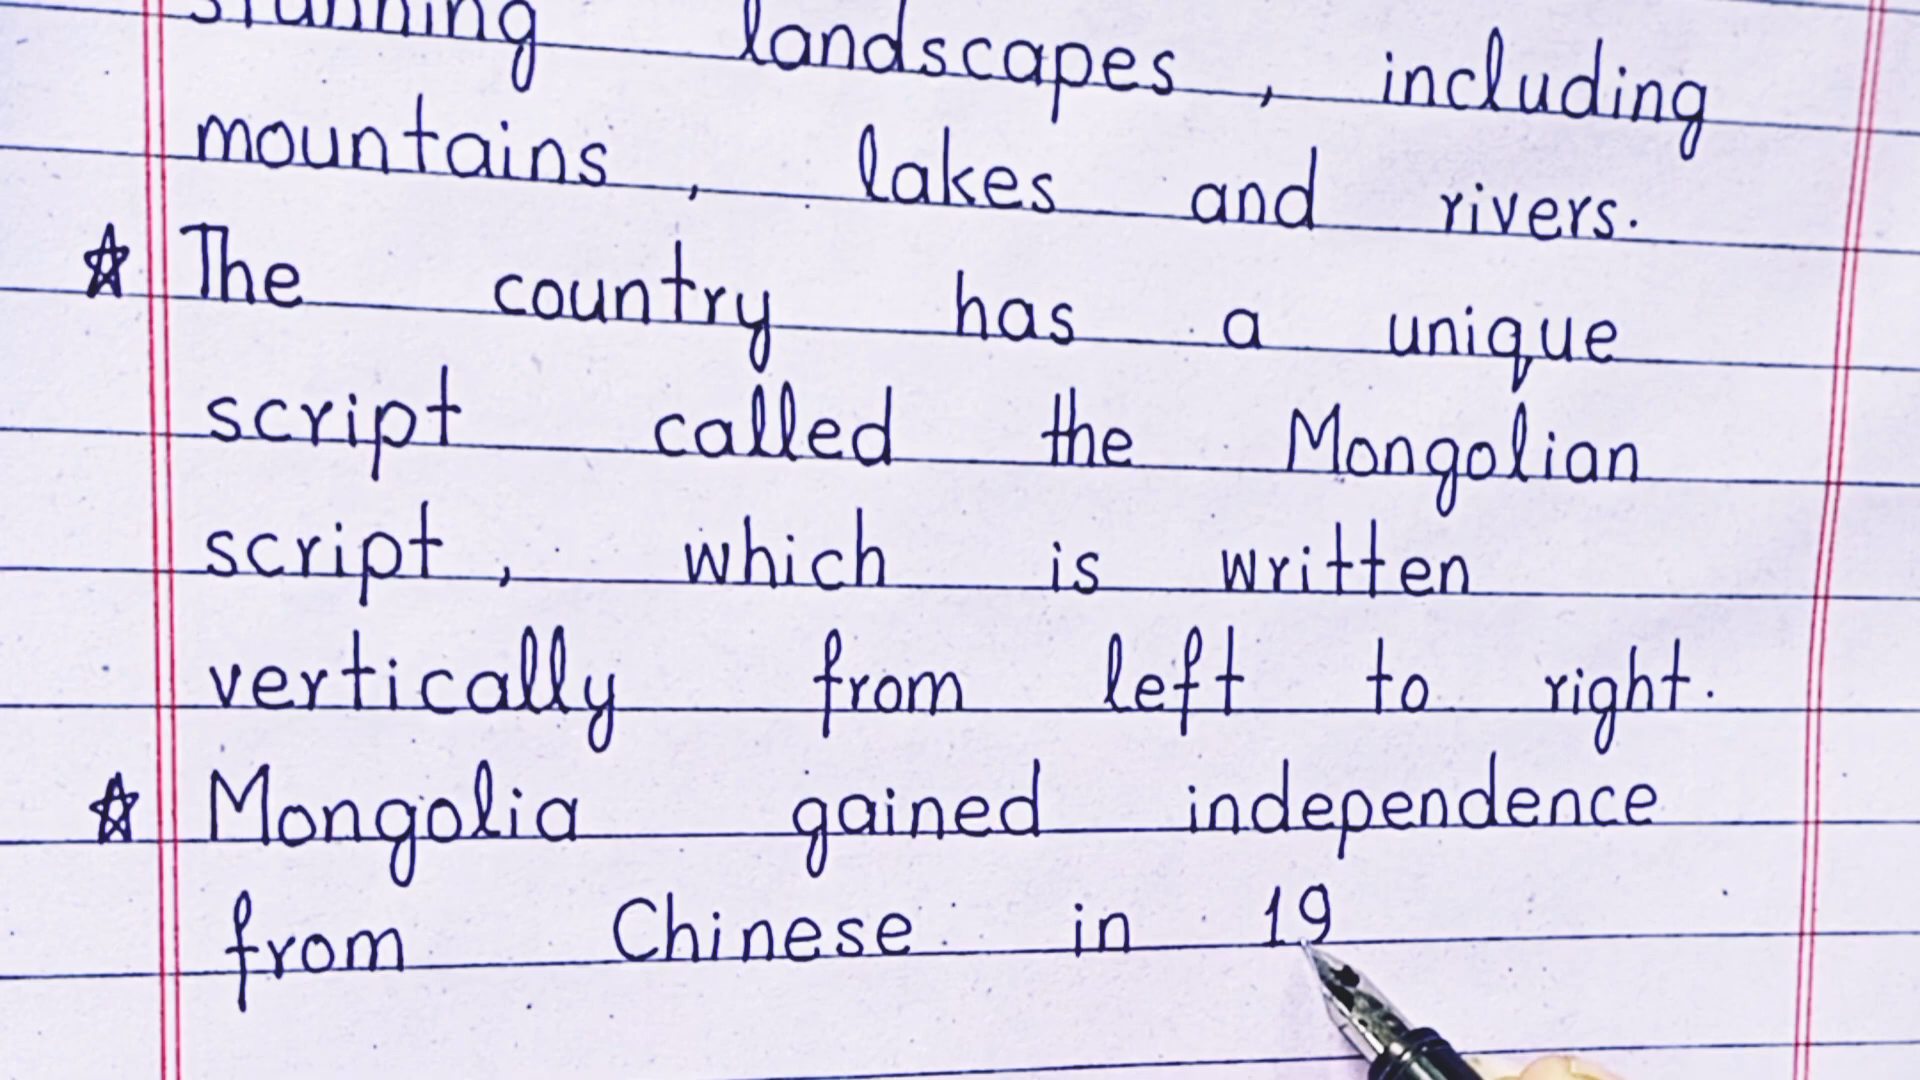 stunning landscapes, including
mountains, lakes and rivers.
☆ The country has a unique
script called the Mongolian
script, which is written
vertically from left to right.
☆ Mongolia gained independence
from Chinese in 19